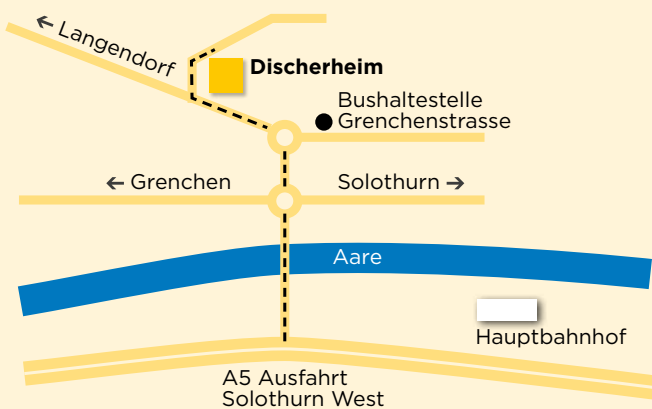 ← Langendorf
Discherheim
Bushaltestelle
Grenchenstrasse
← Grenchen
Solothurn →
Aare
Hauptbahnhof
A5 Ausfahrt
Solothurn West